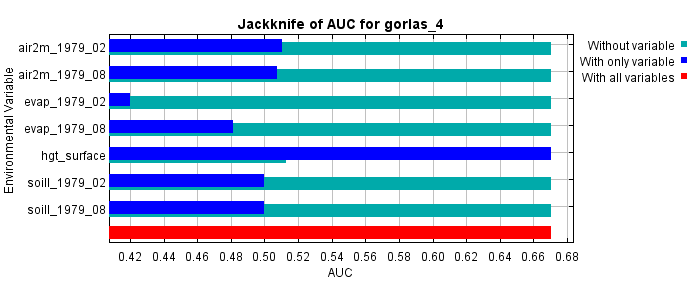 Jackknife of AUC for gorlas_4
Environmental Variable
air2m_1979_02
air2m_1979_08
evap_1979_02
evap_1979_08
hgt_surface
soill_1979_02
soill_1979_08
0.42 0.44 0.46 0.48 0.50 0.52 0.54 0.56 0.58 0.60 0.62 0.64 0.66 0.68
AUC
Without variable
With only variable
With all variables